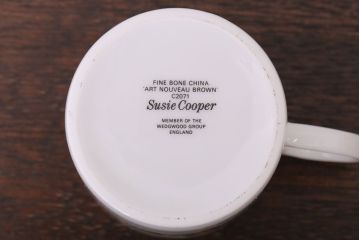 FINE BONE CHINA
'ART NOUVEAU BROWN'
C2071
Susie Cooper
MEMBER OF THE
WEDGWOOD GROUP
ENGLAND